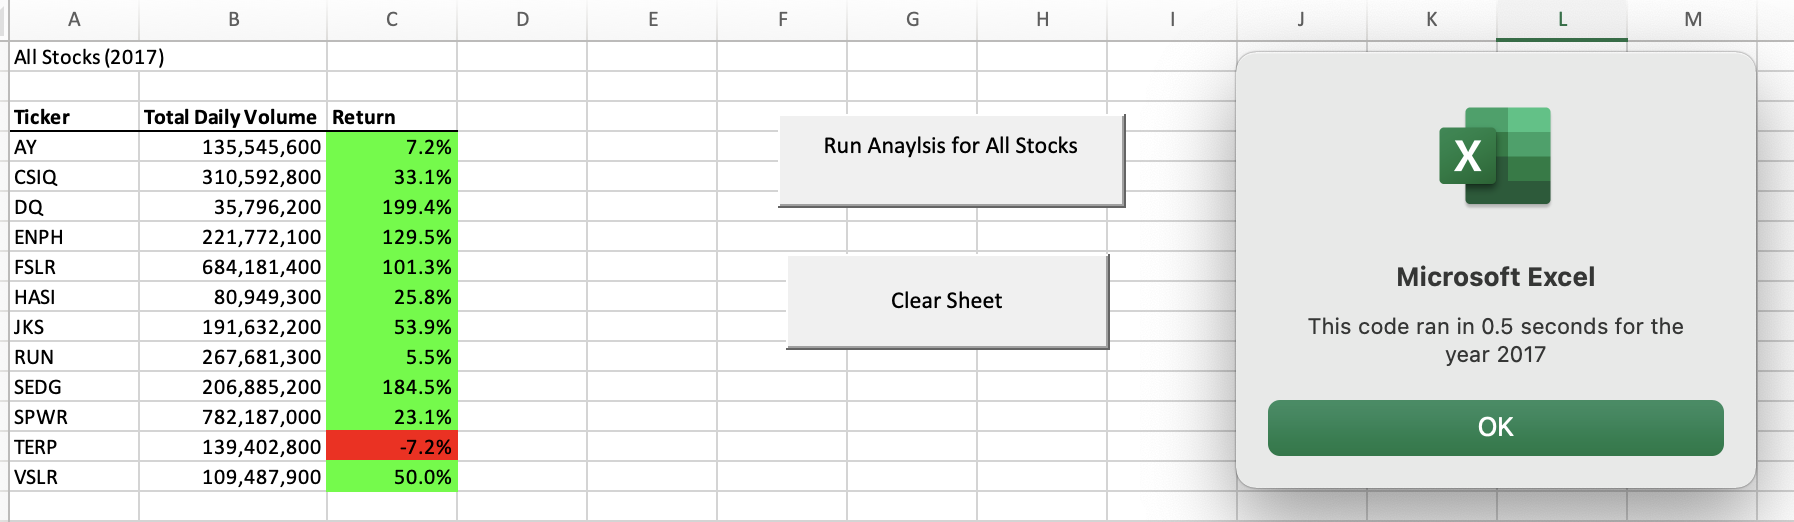 A B C D E F G H I J K L M
All Stocks (2017)
Ticker Total Daily Volume Return
AY 135,545,600 7.2%
CSIQ 310,592,800 33.1%
DQ 35,796,200 199.4%
ENPH 221,772,100 129.5%
FSLR 684,181,400 101.3%
HASI 80,949,300 25.8%
JKS 191,632,200 53.9%
RUN 267,681,300 5.5%
SEDG 206,885,200 184.5%
SPWR 782,187,000 23.1%
TERP 139,402,800 -7.2%
VSLR 109,487,900 50.0%
Run Anaylsis for All Stocks
Clear Sheet
X
Microsoft Excel
This code ran in 0.5 seconds for the
year 2017
OK